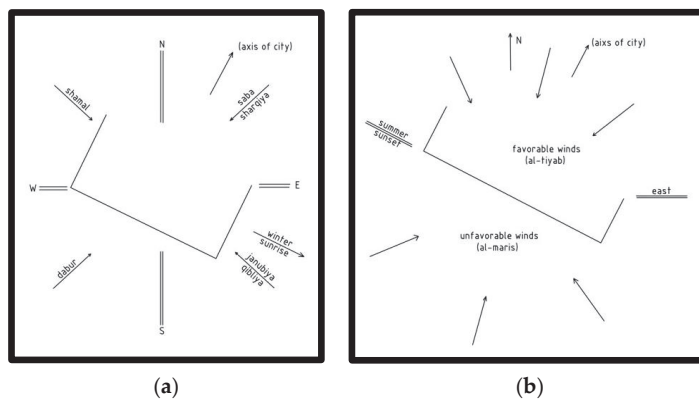 N
(axis of city)
shamal
saba
sharqiya
W
E
winter
sunrise
dabur
janubiya
qibliya
S
(a)
N
(aixs of city)
summer
sunset
favorable winds
(al-tiyab)
east
unfavorable winds
(al-maris)
(b)